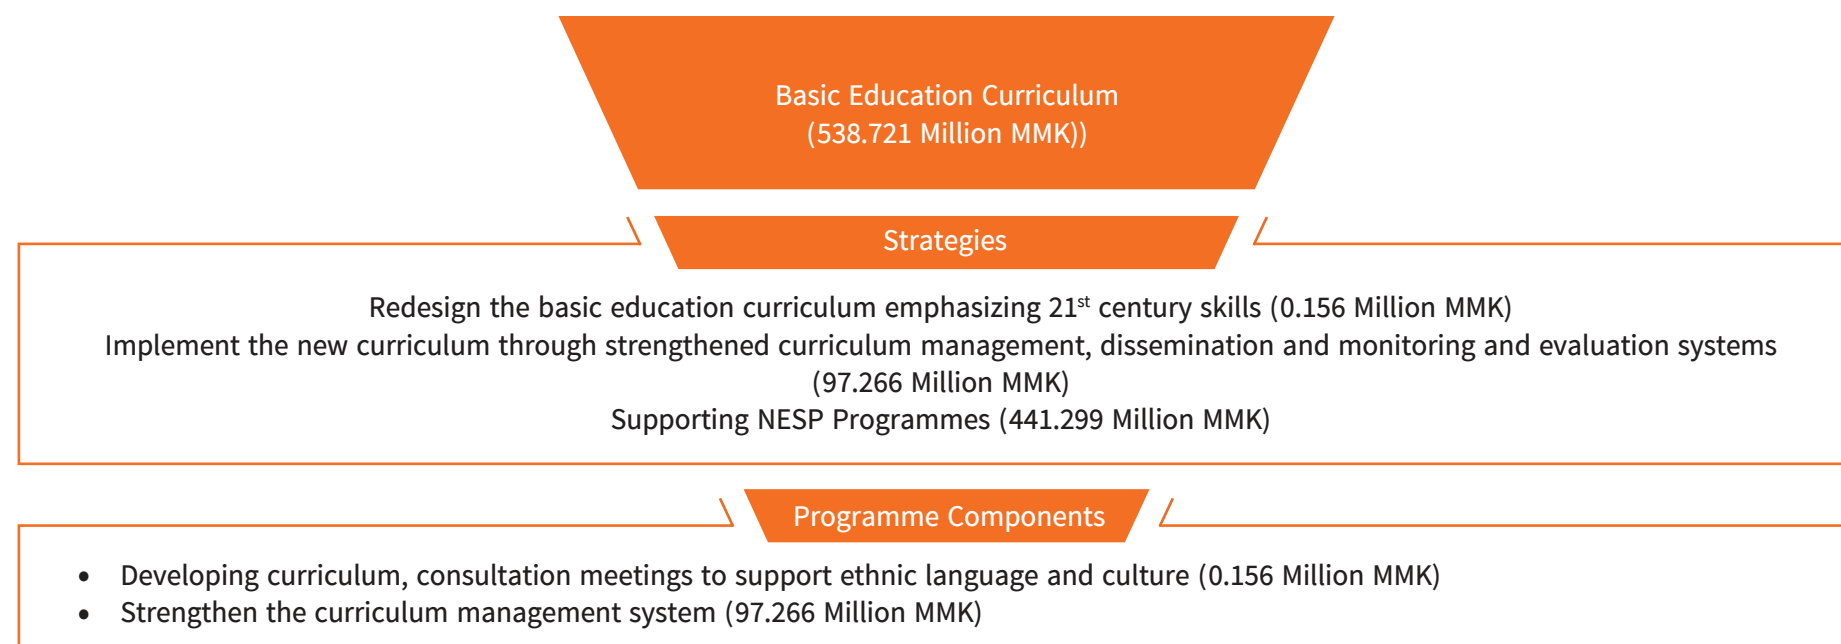 Basic Education Curriculum
(538.721 Million MMK))
Strategies
Redesign the basic education curriculum emphasizing 21st century skills (0.156 Million MMK)
Implement the new curriculum through strengthened curriculum management, dissemination and monitoring and evaluation systems
(97.266 Million MMK)
Supporting NESP Programmes (441.299 Million MMK)
Programme Components
• Developing curriculum, consultation meetings to support ethnic language and culture (0.156 Million MMK)
• Strengthen the curriculum management system (97.266 Million MMK)